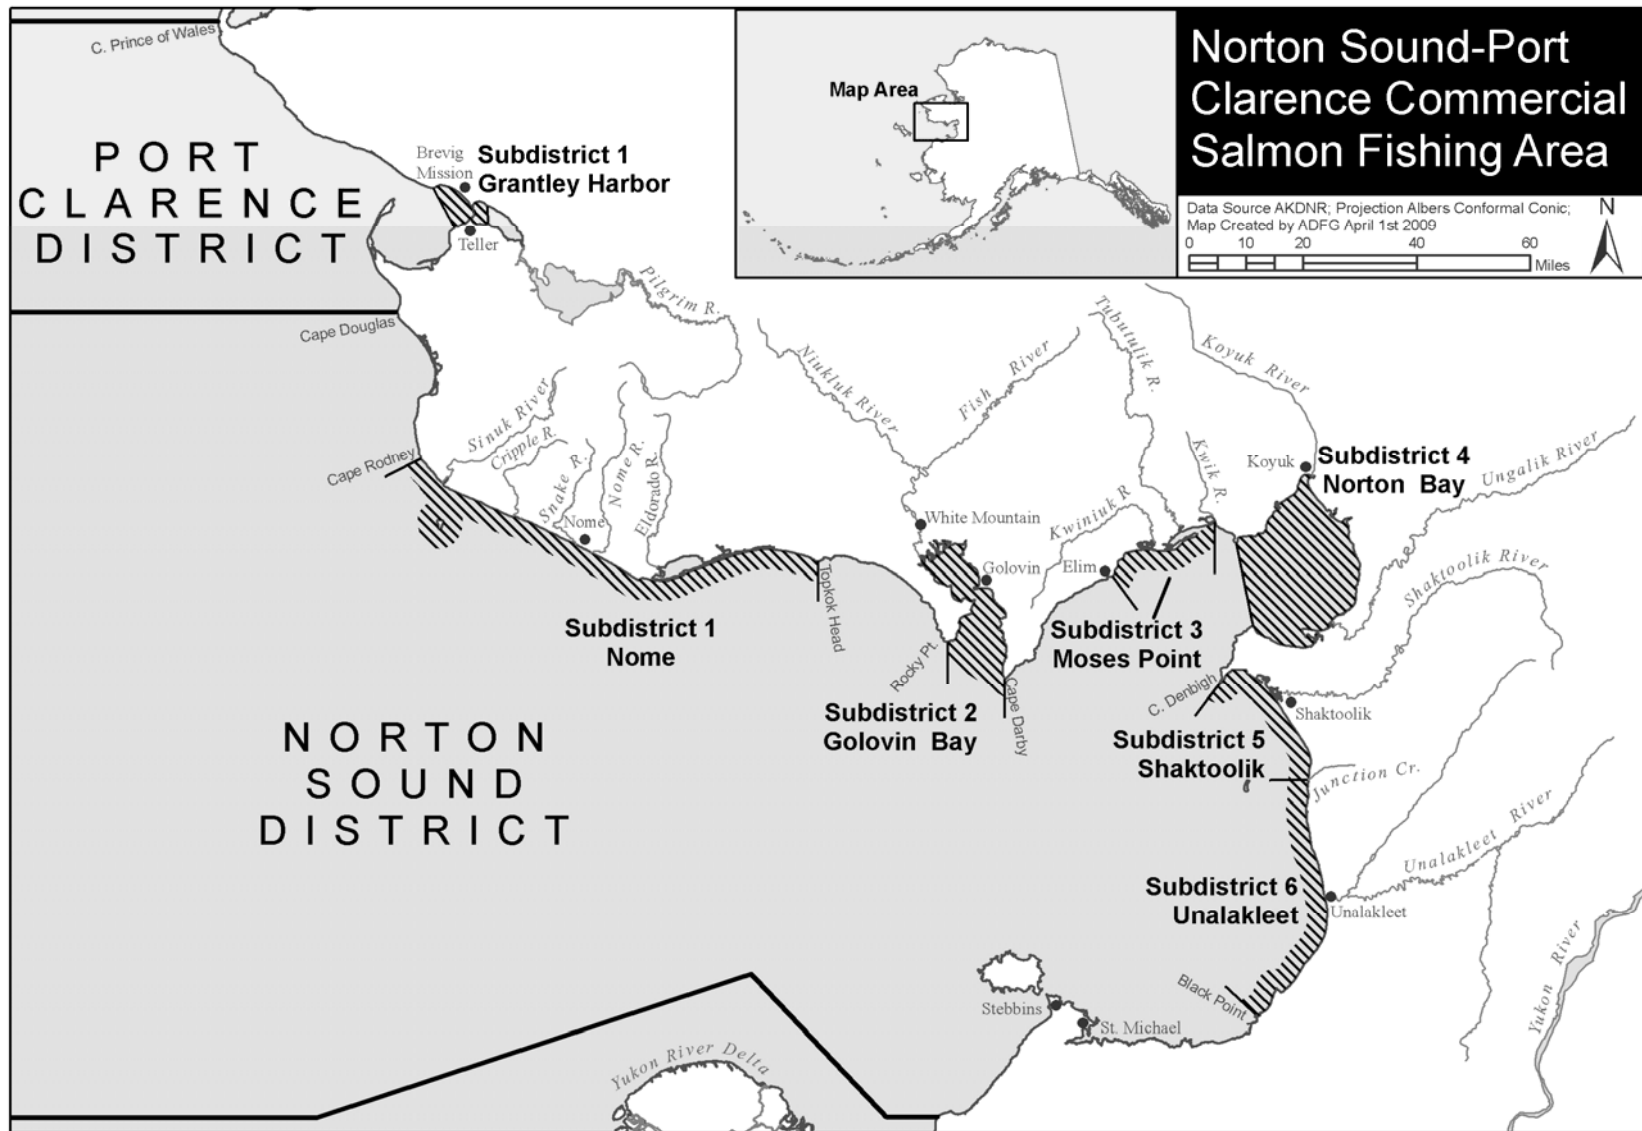 Norton Sound-Port
Clarence Commercial
Salmon Fishing Area
Data Source AKDNR; Projection Albers Conformal Conic;
Map Created by ADFG April 1st 2009
N
0 10 20 40 60
Miles
Map Area
C. Prince of Wales
PORT
CLARENCE
DISTRICT
Brevig
Mission
Subdistrict 1
Grantley Harbor
Teller
Pilgrim R.
Cape Douglas
Niukluk River
Fish River
Tubutulik R.
Koyuk River
Sinuk River
Cripple R.
Snake R.
Nome R.
Eldorado R.
Kwik R.
Koyuk
Subdistrict 4
Norton Bay
Ungalik River
Cape Rodney
Nome
White Mountain
Kwiniuk R
Golovin
Elim
Shaktoolik River
Topkok Head
Subdistrict 1
Nome
Subdistrict 3
Moses Point
Rocky Pt.
Cape Darby
C. Denbigh
Subdistrict 2
Golovin Bay
Shaktoolik
Subdistrict 5
Shaktoolik
Junction Cr.
NORTON
SOUND
DISTRICT
Unalakleet River
Subdistrict 6
Unalakleet
Unalakleet
Yukon River
Black Point
Stebbins
St. Michael
Yukon River Delta